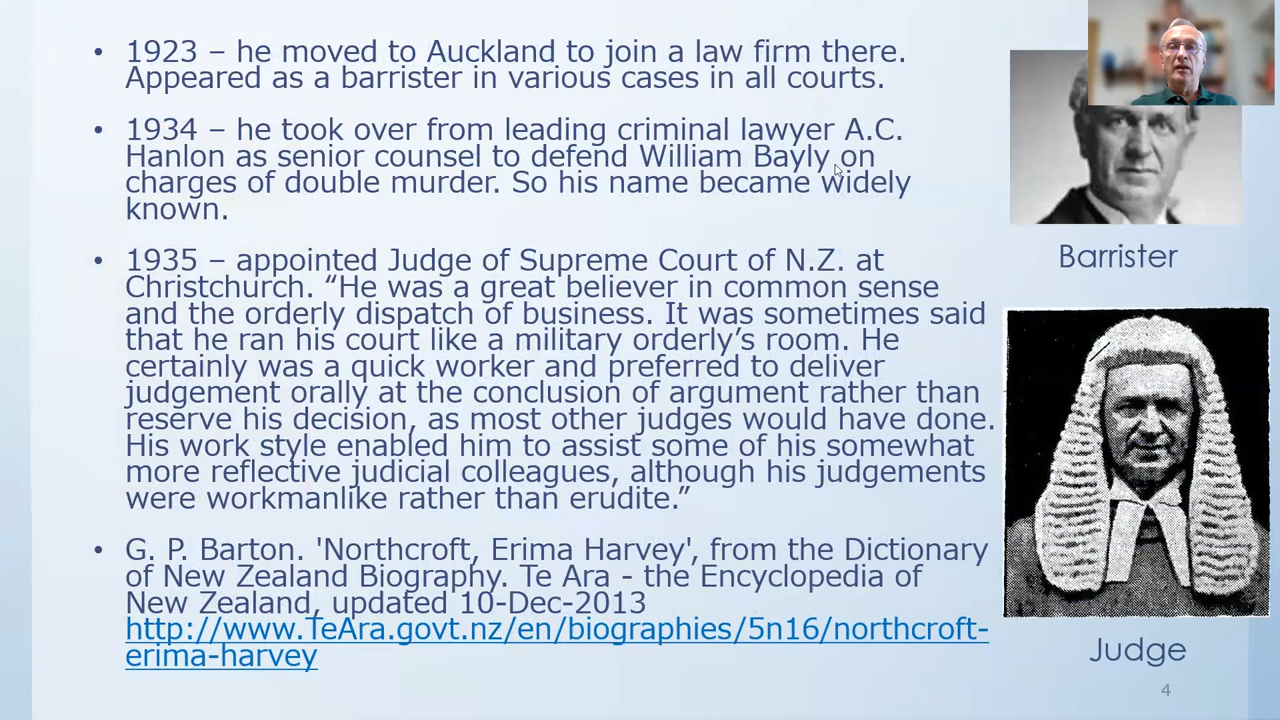 • 1923 – he moved to Auckland to join a law firm there.
Appeared as a barrister in various cases in all courts.
• 1934 – he took over from leading criminal lawyer A.C.
Hanlon as senior counsel to defend William Bayly on
charges of double murder. So his name became widely
known.
• 1935 – appointed Judge of Supreme Court of N.Z. at
Christchurch. “He was a great believer in common sense
and the orderly dispatch of business. It was sometimes said
that he ran his court like a military orderly’s room. He
certainly was a quick worker and preferred to deliver
judgement orally at the conclusion of argument rather than
reserve his decision, as most other judges would have done.
His work style enabled him to assist some of his somewhat
more reflective judicial colleagues, although his judgements
were workmanlike rather than erudite.”
• G. P. Barton. 'Northcroft, Erima Harvey', from the Dictionary
of New Zealand Biography. Te Ara - the Encyclopedia of
New Zealand, updated 10-Dec-2013
http://www.TeAra.govt.nz/en/biographies/5n16/northcroft-
erima-harvey
Barrister
Judge
4